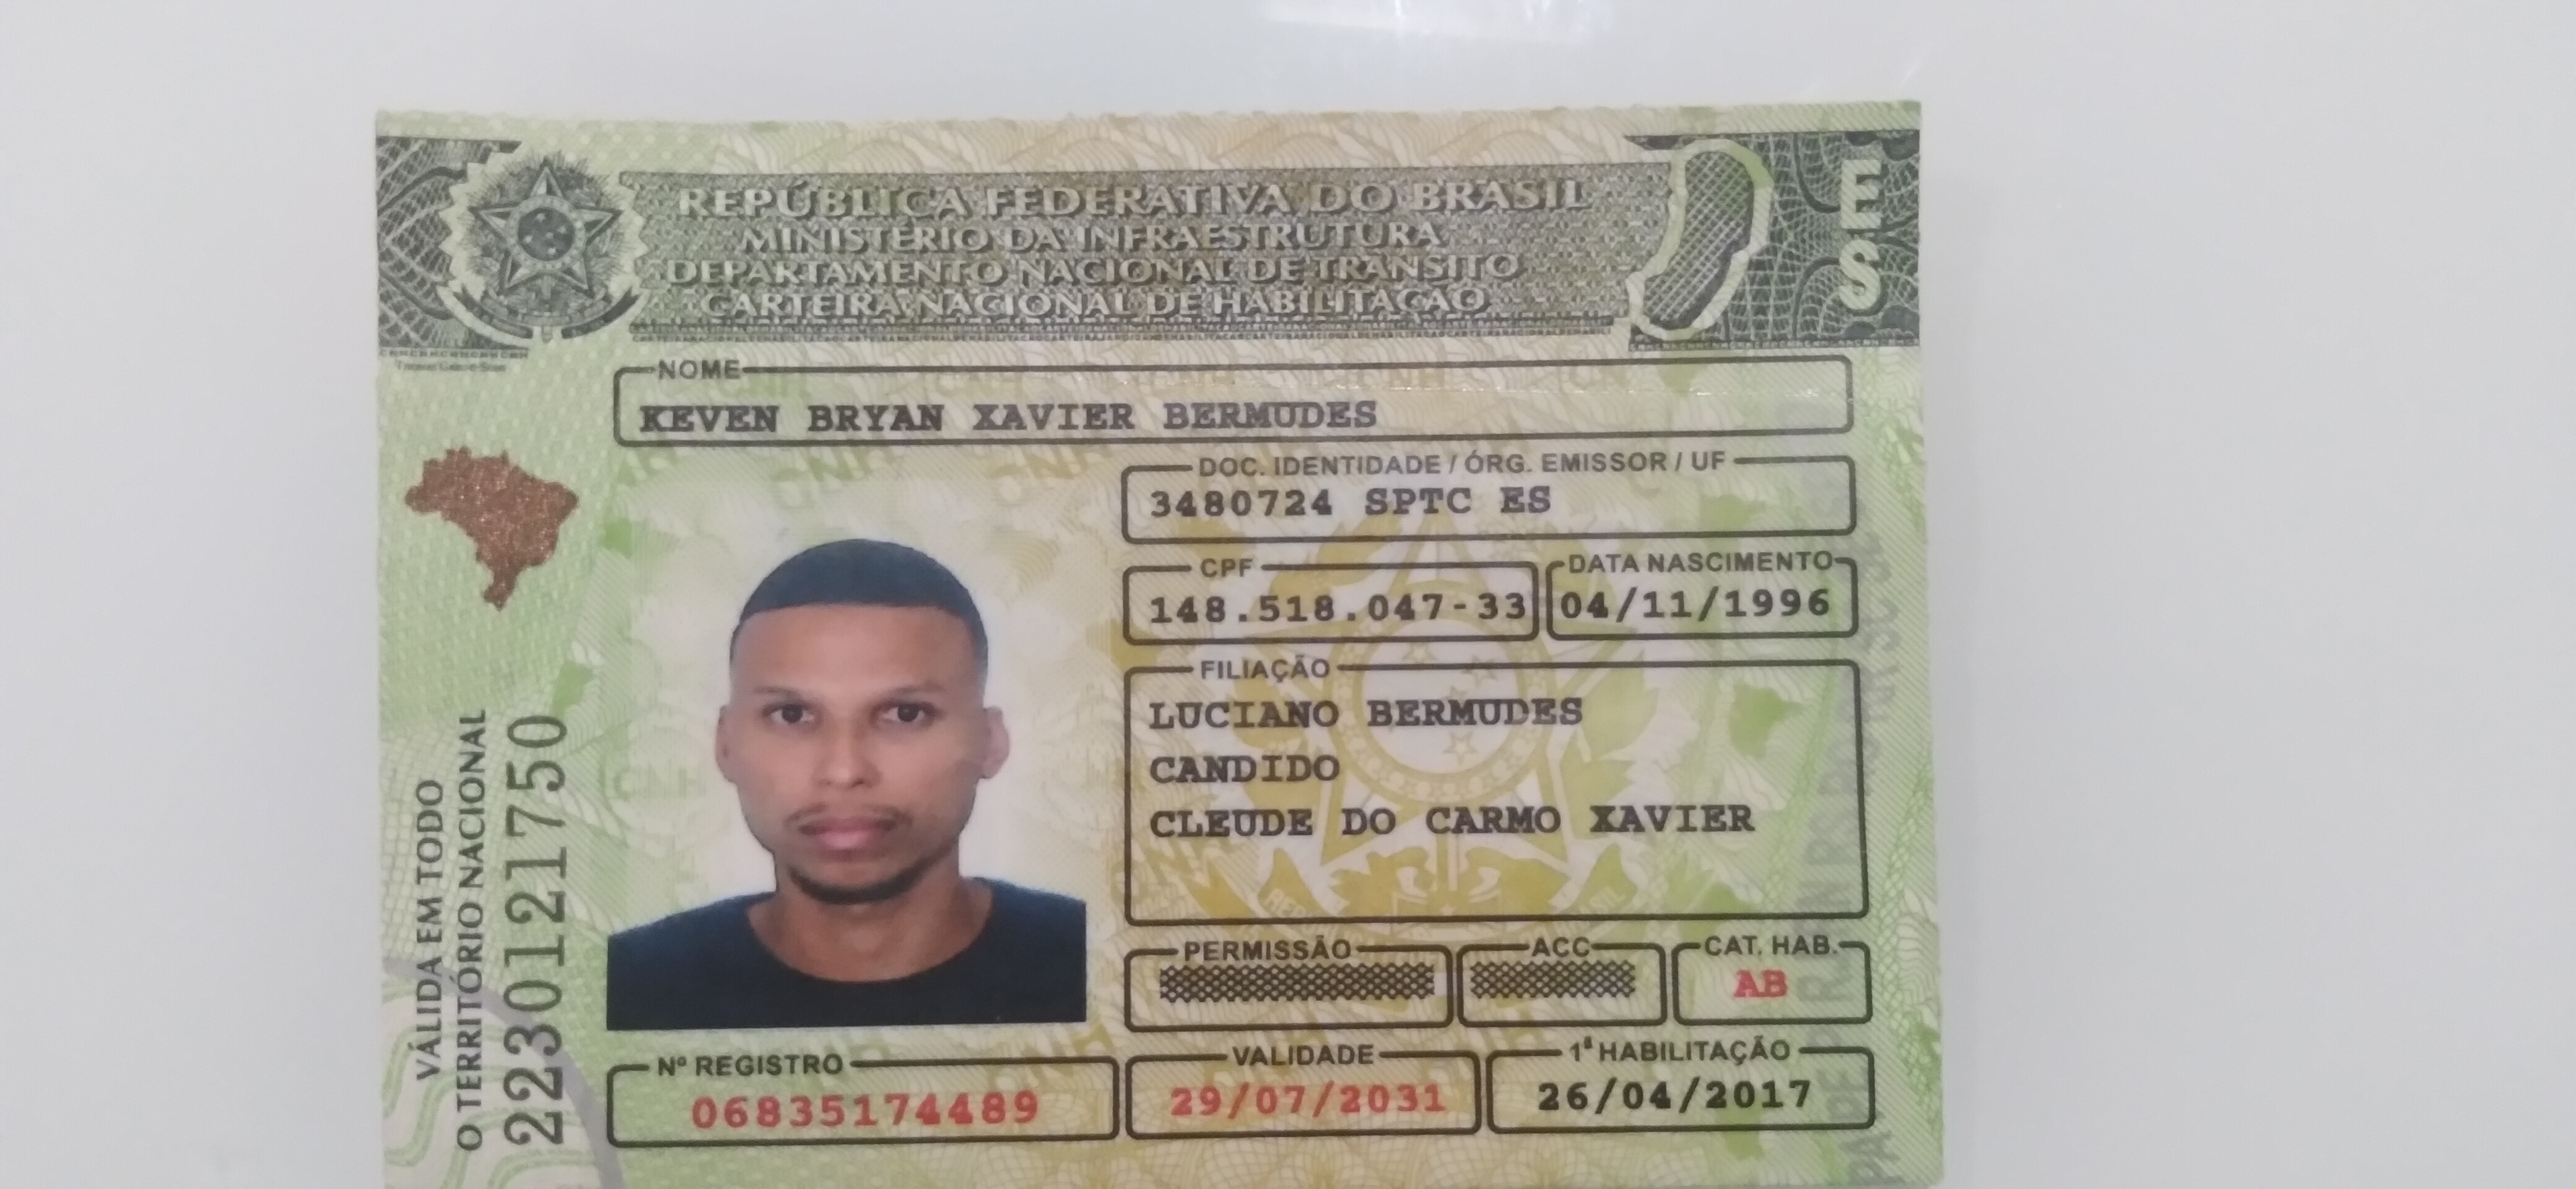 REPÚBLICA FEDERATIVA DO BRASIL
MINISTÉRIO DA INFRAESTRUTURA
DEPARTAMENTO NACIONAL DE TRÂNSITO
CARTEIRA NACIONAL DE HABILITAÇÃO
ES
NOME
KEVEN BRYAN XAVIER BERMUDES
DOC. IDENTIDADE / ÓRG. EMISSOR / UF
3480724 SPTC ES
CPF DATA NASCIMENTO
148.518.047-33 04/11/1996
FILIAÇÃO
LUCIANO BERMUDES
CANDIDO
CLEUDE DO CARMO XAVIER
PERMISSÃO ACC CAT. HAB.
AB
Nº REGISTRO VALIDADE 1ª HABILITAÇÃO
06835174489 29/07/2031 26/04/2017
VÁLIDA EM TODO
O TERRITÓRIO NACIONAL
2230121750